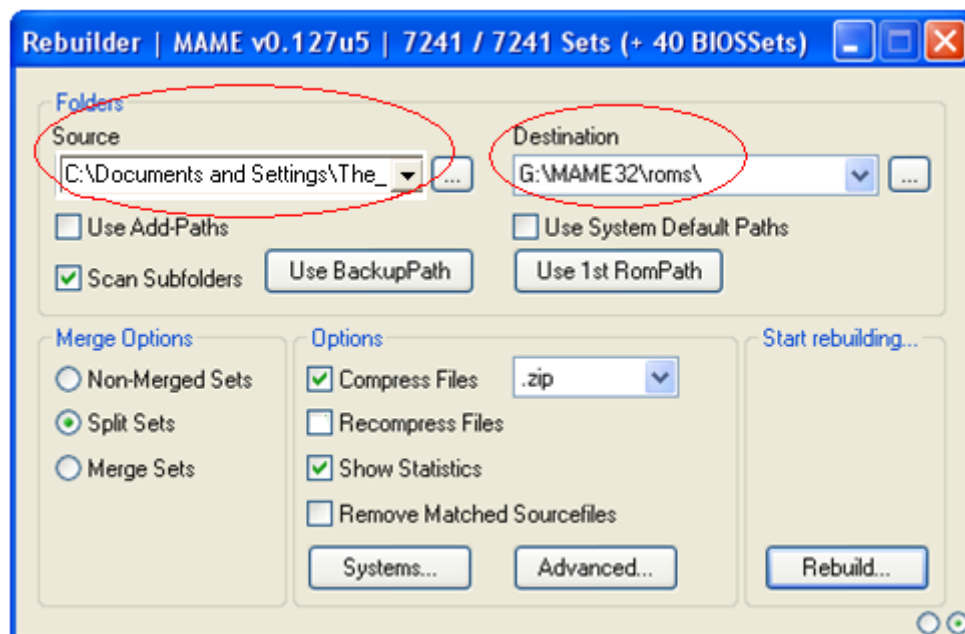 Rebuilder | MAME v0.127u5 | 7241 / 7241 Sets (+ 40 BIOSSets)
Folders
Source
Destination
C:\Documents and Settings\The_
...
G:\MAME32\roms\
...
Use Add-Paths
Use System Default Paths
Scan Subfolders
Use BackupPath
Use 1st RomPath
Merge Options
Options
Start rebuilding...
Non-Merged Sets
Compress Files
.zip
Split Sets
Recompress Files
Merge Sets
Show Statistics
Remove Matched Sourcefiles
Systems...
Advanced...
Rebuild...